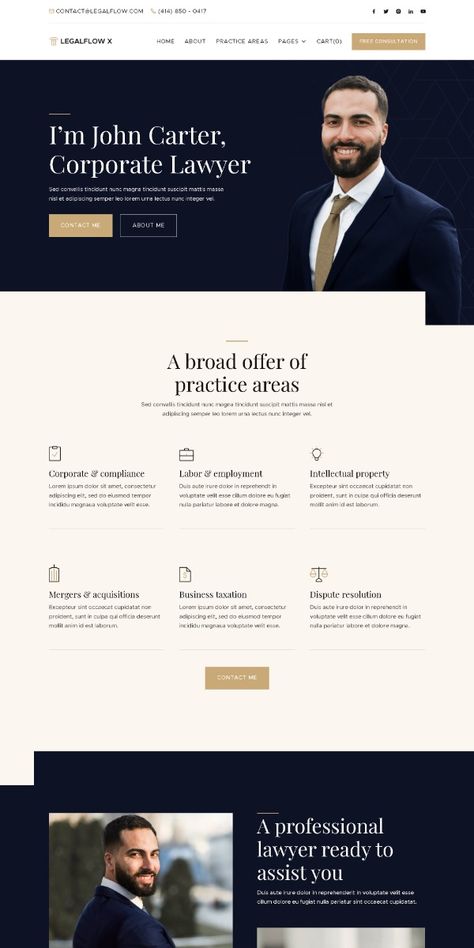 CONTACT@LEGALFLOW.COM (414) 850 - 0417
LEGALFLOW X HOME ABOUT PRACTICE AREAS PAGES CART(0) FREE CONSULTATION
I'm John Carter,
Corporate Lawyer
Sed convallis tincidunt nunc magna tincidunt suscipit mattis massa
nisl et adipiscing semper leo lorem urna lectus nunc integer vel.
CONTACT ME ABOUT ME
A broad offer of
practice areas
Sed convallis tincidunt nunc magna tincidunt suscipit mattis massa nisl et
adipiscing semper leo lorem urna lectus nunc integer vel.
Corporate & compliance
Lorem ipsum dolor sit amet, consectetur
adipiscing elit, sed do eiusmod tempor
incididu magnaua voluptate velit esse.
Labor & employment
Duis aute irure dolor in reprehendrit in
voluptate velit esse cillum dolore eu fugiat
nulla pariatur labore et dolore magna.
Intellectual property
Excepteur sint occaecat cupidatat non
proident, sunt in culpa qui officia deserunt
mollit anim id est laborum.
Mergers & acquisitions
Excepteur sint occaecat cupidatat non
proident, sunt in culpa qui officia deserunt
mollit anim id est laborum.
Business taxation
Lorem ipsum dolor sit amet, consectetur
adipiscing elit, sed do eiusmod tempor
incididu magnaua voluptate velit esse.
Dispute resolution
Duis aute irure dolor in reprehendrit in
voluptate velit esse cillum dolore eu fugiat
nulla pariatur labore et dolore magna.
CONTACT ME
A professional
lawyer ready to
assist you
Duis aute irure dolor in reprehenderit in voluptate velit esse
cillum dolore eu fugiat nulla pariatur sint cupidatat.